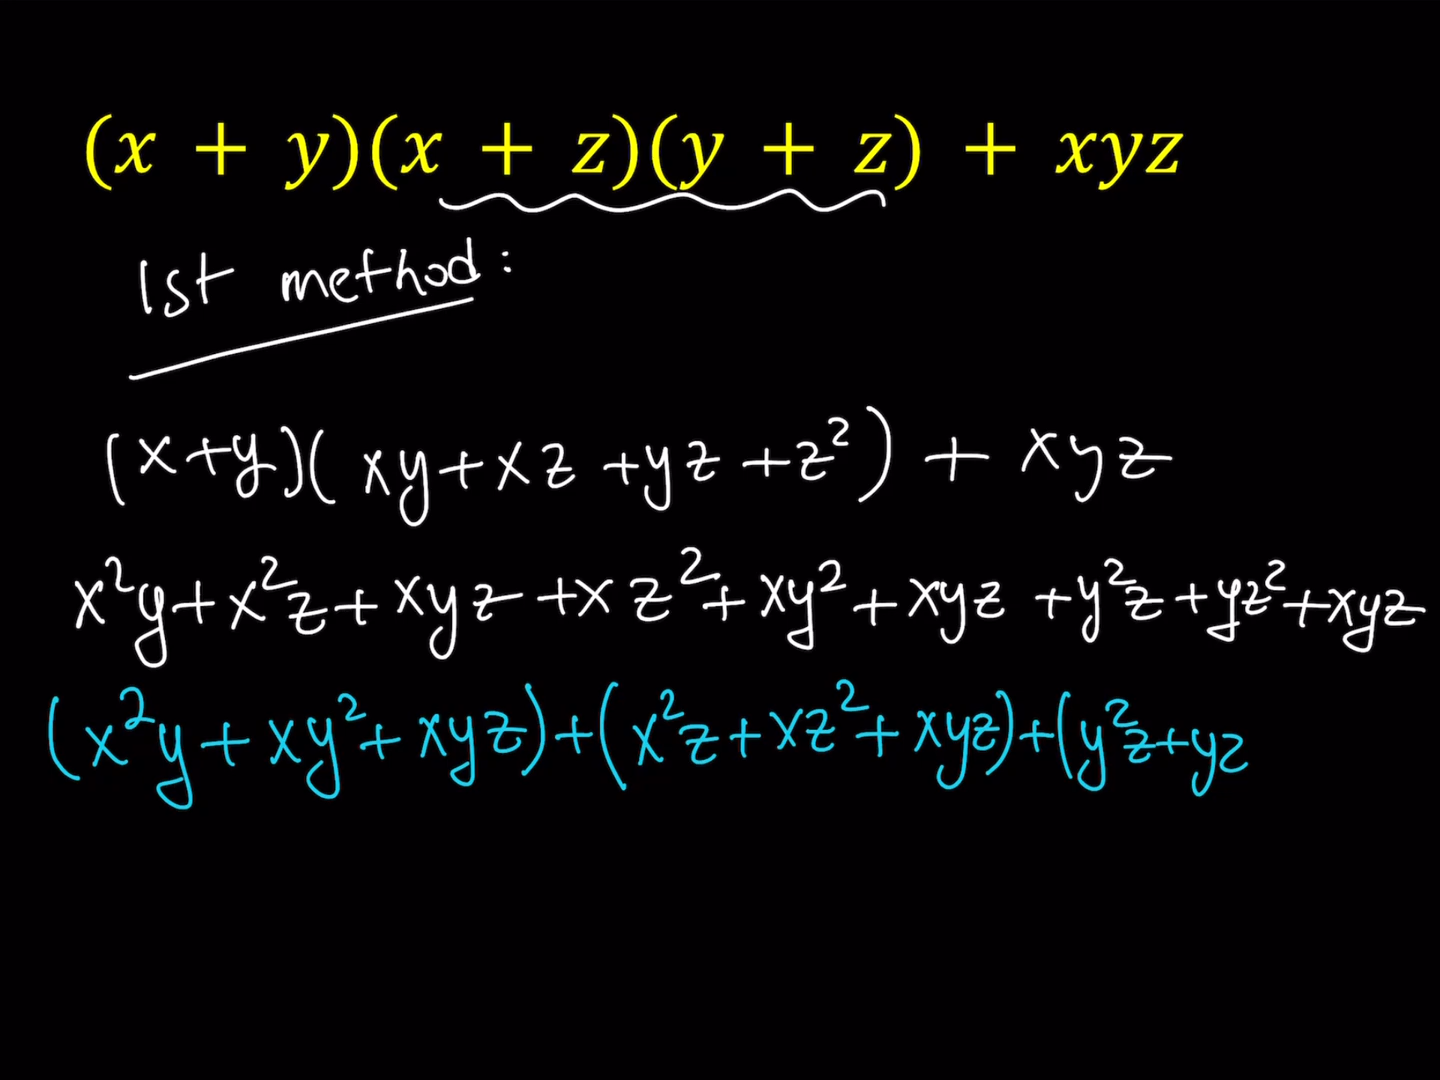 (x + y)(x + z)(y + z) + xyz
1st method:
(x+y)(xy+xz+yz+z²)+xyz
x²y+x²z+xyz+xz²+xy²+xyz+y²z+yz²+xyz
(x²y+xy²+xyz)+(x²z+xz²+xyz)+(y²z+yz